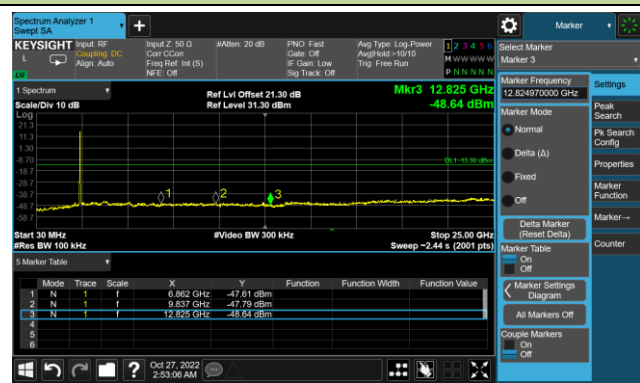 Spectrum Analyzer 1
Swept SA
+
Marker
KEYSIGHT
L
Input: RF
Coupling: DC
Align: Auto
Input Z: 50 Ω
Corr CCorr
Freq Ref: Int (S)
NFE: Off
#Atten: 20 dB
PNO: Fast
Gate: Off
IF Gain: Low
Sig Track: Off
Avg Type: Log-Power
Avg|Hold:>10/10
Trig: Free Run
1 2 3 4 5 6
M W W W W W
P N N N N N
LW
Select Marker
Marker 3
1 Spectrum
Scale/Div 10 dB
Log
Ref Lvl Offset 21.30 dB
Ref Level 31.30 dBm
Mkr3 12.825 GHz
-48.64 dBm
21.3
11.3
1.30
-8.70
-18.7
-28.7
-38.7
-48.7
-58.7
DL1 -13.30 dBm
1
2
3
Start 30 MHz
#Res BW 100 kHz
#Video BW 300 kHz
Stop 25.00 GHz
Sweep ~2.44 s (2001 pts)
5 Marker Table
Mode Trace Scale X Y Function Function Width Function Value
1 N 1 f 6.862 GHz -47.61 dBm
2 N 1 f 9.837 GHz -47.79 dBm
3 N 1 f 12.825 GHz -48.64 dBm
4
5
6
Marker Frequency
12.824970000 GHz
Marker Mode
Normal
Delta (Δ)
Fixed
Off
Delta Marker
(Reset Delta)
Marker Table
On
Off
Marker Settings
Diagram
All Markers Off
Couple Markers
On
Off
Settings
Peak
Search
Pk Search
Config
Properties
Marker
Function
Marker→
Counter
?
Oct 27, 2022
2:53:06 AM